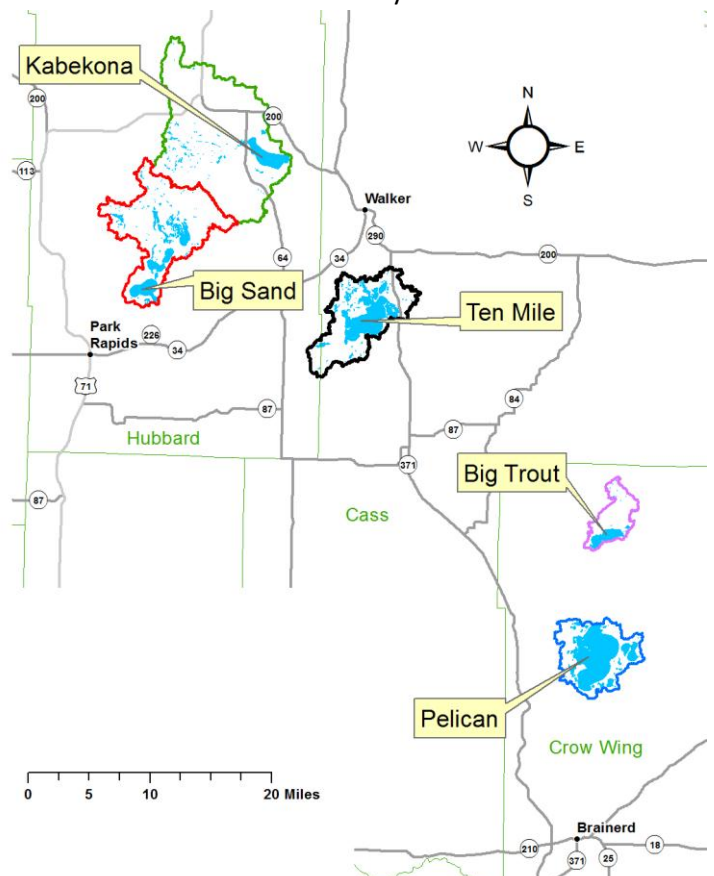 Kabekona
200
200
N
W
E
S
113
Walker
290
64
34
200
Big Sand
Ten Mile
Park
Rapids
226
34
71
87
84
Hubbard
87
371
Big Trout
87
Cass
Pelican
Crow Wing
0 5 10 20 Miles
Brainerd
210
18
371
25